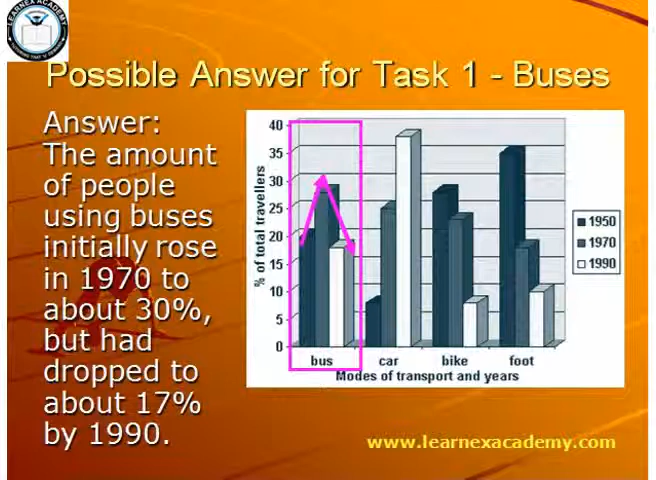 LEARNEX ACADEMY
Possible Answer for Task 1 - Buses
Answer:
The amount
of people
using buses
initially rose
in 1970 to
about 30%,
but had
dropped to
about 17%
by 1990.
% of total travellers
40
35
30
25
20
15
10
5
0
bus car bike foot
Modes of transport and years
1950
1970
1990
www.learnexacademy.com